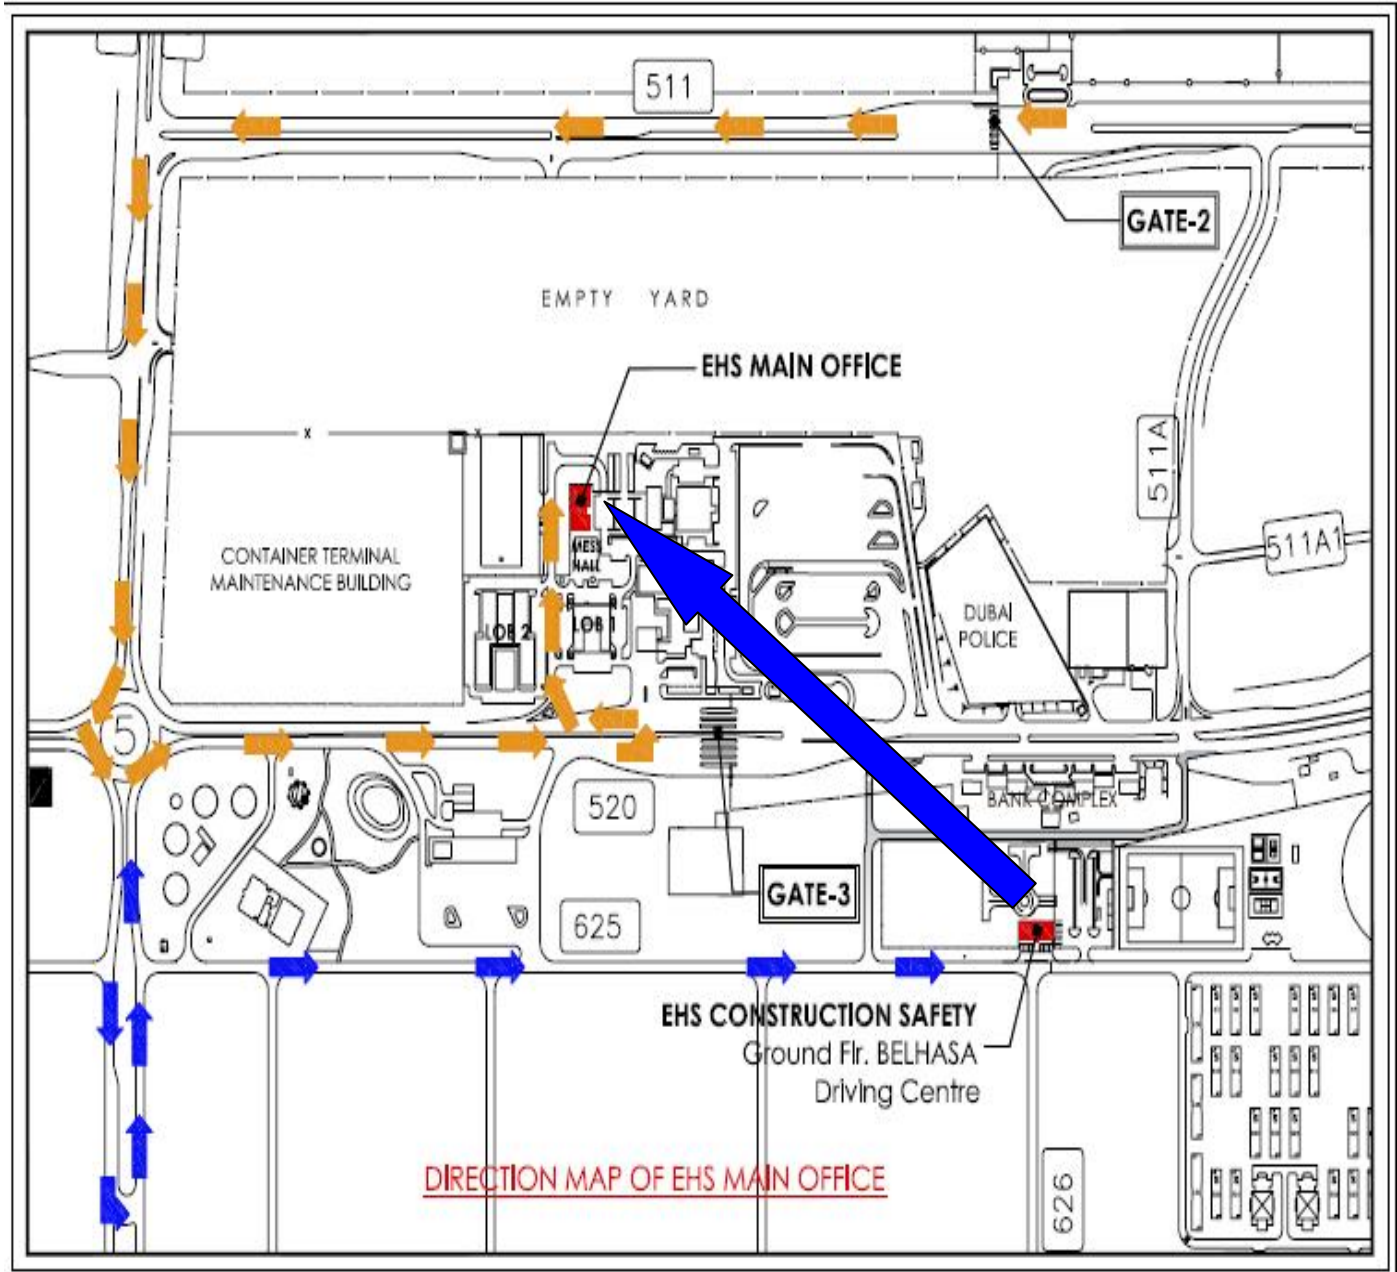 511
GATE-2
EMPTY YARD
EHS MAIN OFFICE
511A
511A1
CONTAINER TERMINAL
MAINTENANCE BUILDING
MESS
HALL
LOB 2
LOB 1
DUBAI
POLICE
5
520
BANK COMPLEX
GATE-3
625
EHS CONSTRUCTION SAFETY
Ground Flr. BELHASA
Driving Centre
DIRECTION MAP OF EHS MAIN OFFICE
626